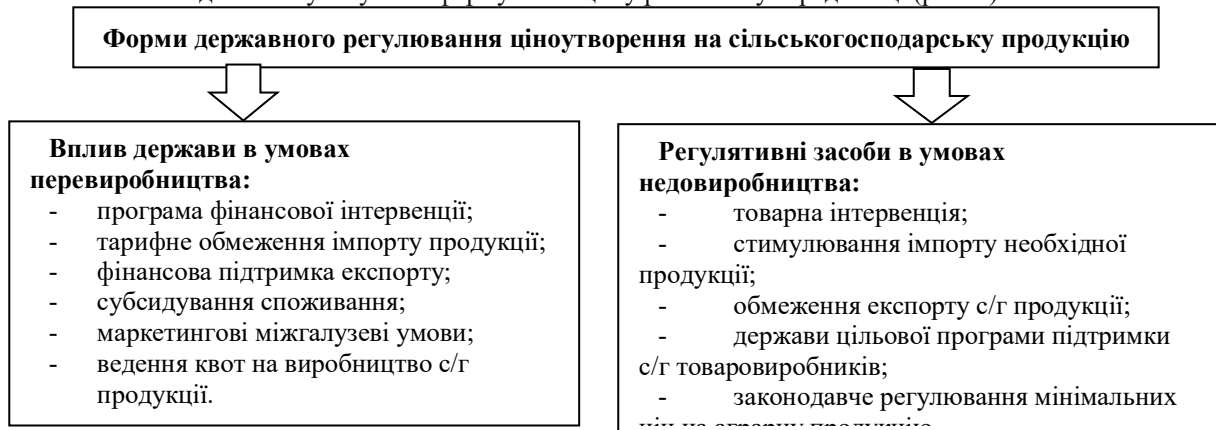 Форми державного регулювання ціноутворення на сільськогосподарську продукцію
Вплив держави в умовах
перевиробництва:
- програма фінансової інтервенції;
- тарифне обмеження імпорту продукції;
- фінансова підтримка експорту;
- субсидування споживання;
- маркетингові міжгалузеві умови;
- ведення квот на виробництво с/г
продукції.
Регулятивні засоби в умовах
недовиробництва:
- товарна інтервенція;
- стимулювання імпорту необхідної
продукції;
- обмеження експорту с/г продукції;
- держави цільової програми підтримки
с/г товаровиробників;
- законодавче регулювання мінімальних